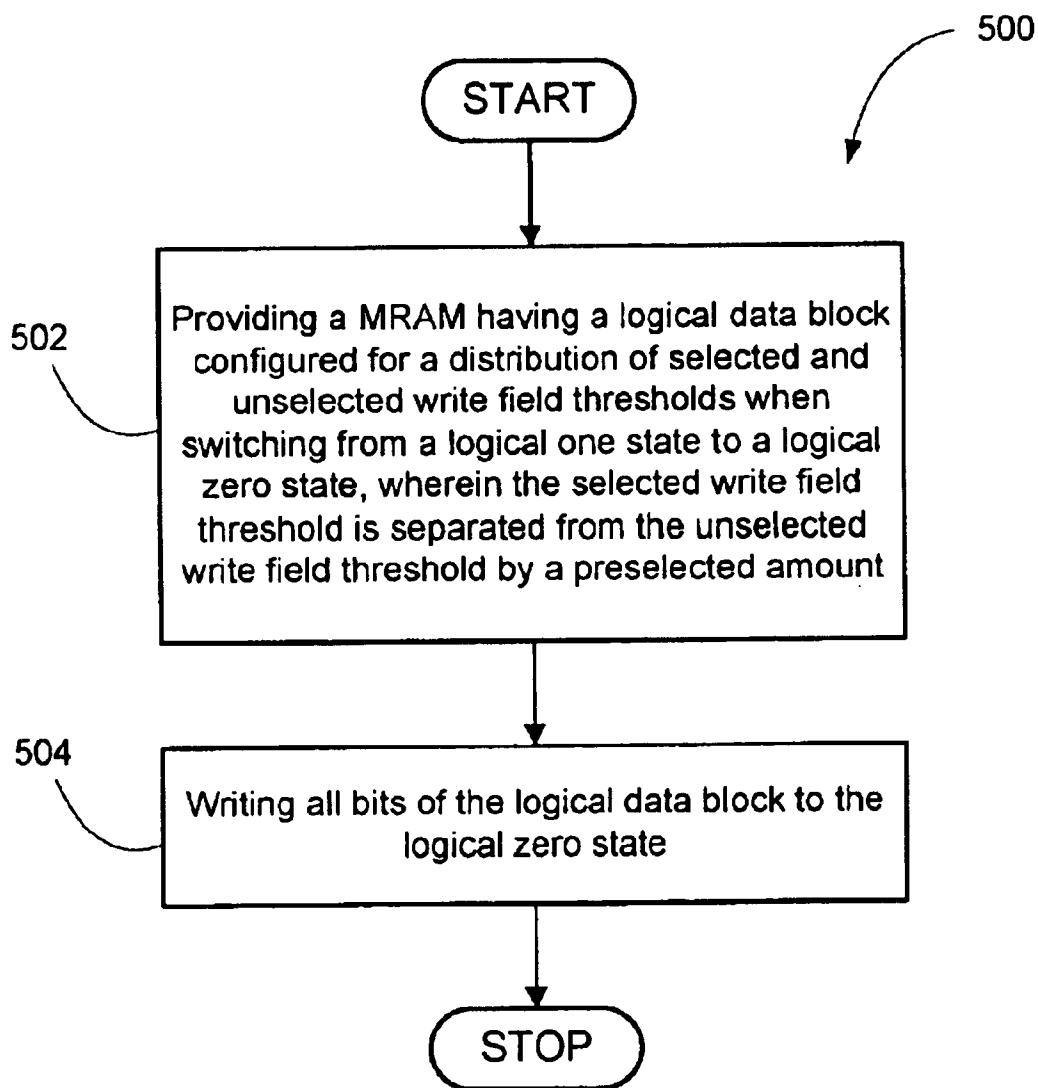 500
START
502
Providing a MRAM having a logical data block
configured for a distribution of selected and
unselected write field thresholds when
switching from a logical one state to a logical
zero state, wherein the selected write field
threshold is separated from the unselected
write field threshold by a preselected amount
504
Writing all bits of the logical data block to the
logical zero state
STOP